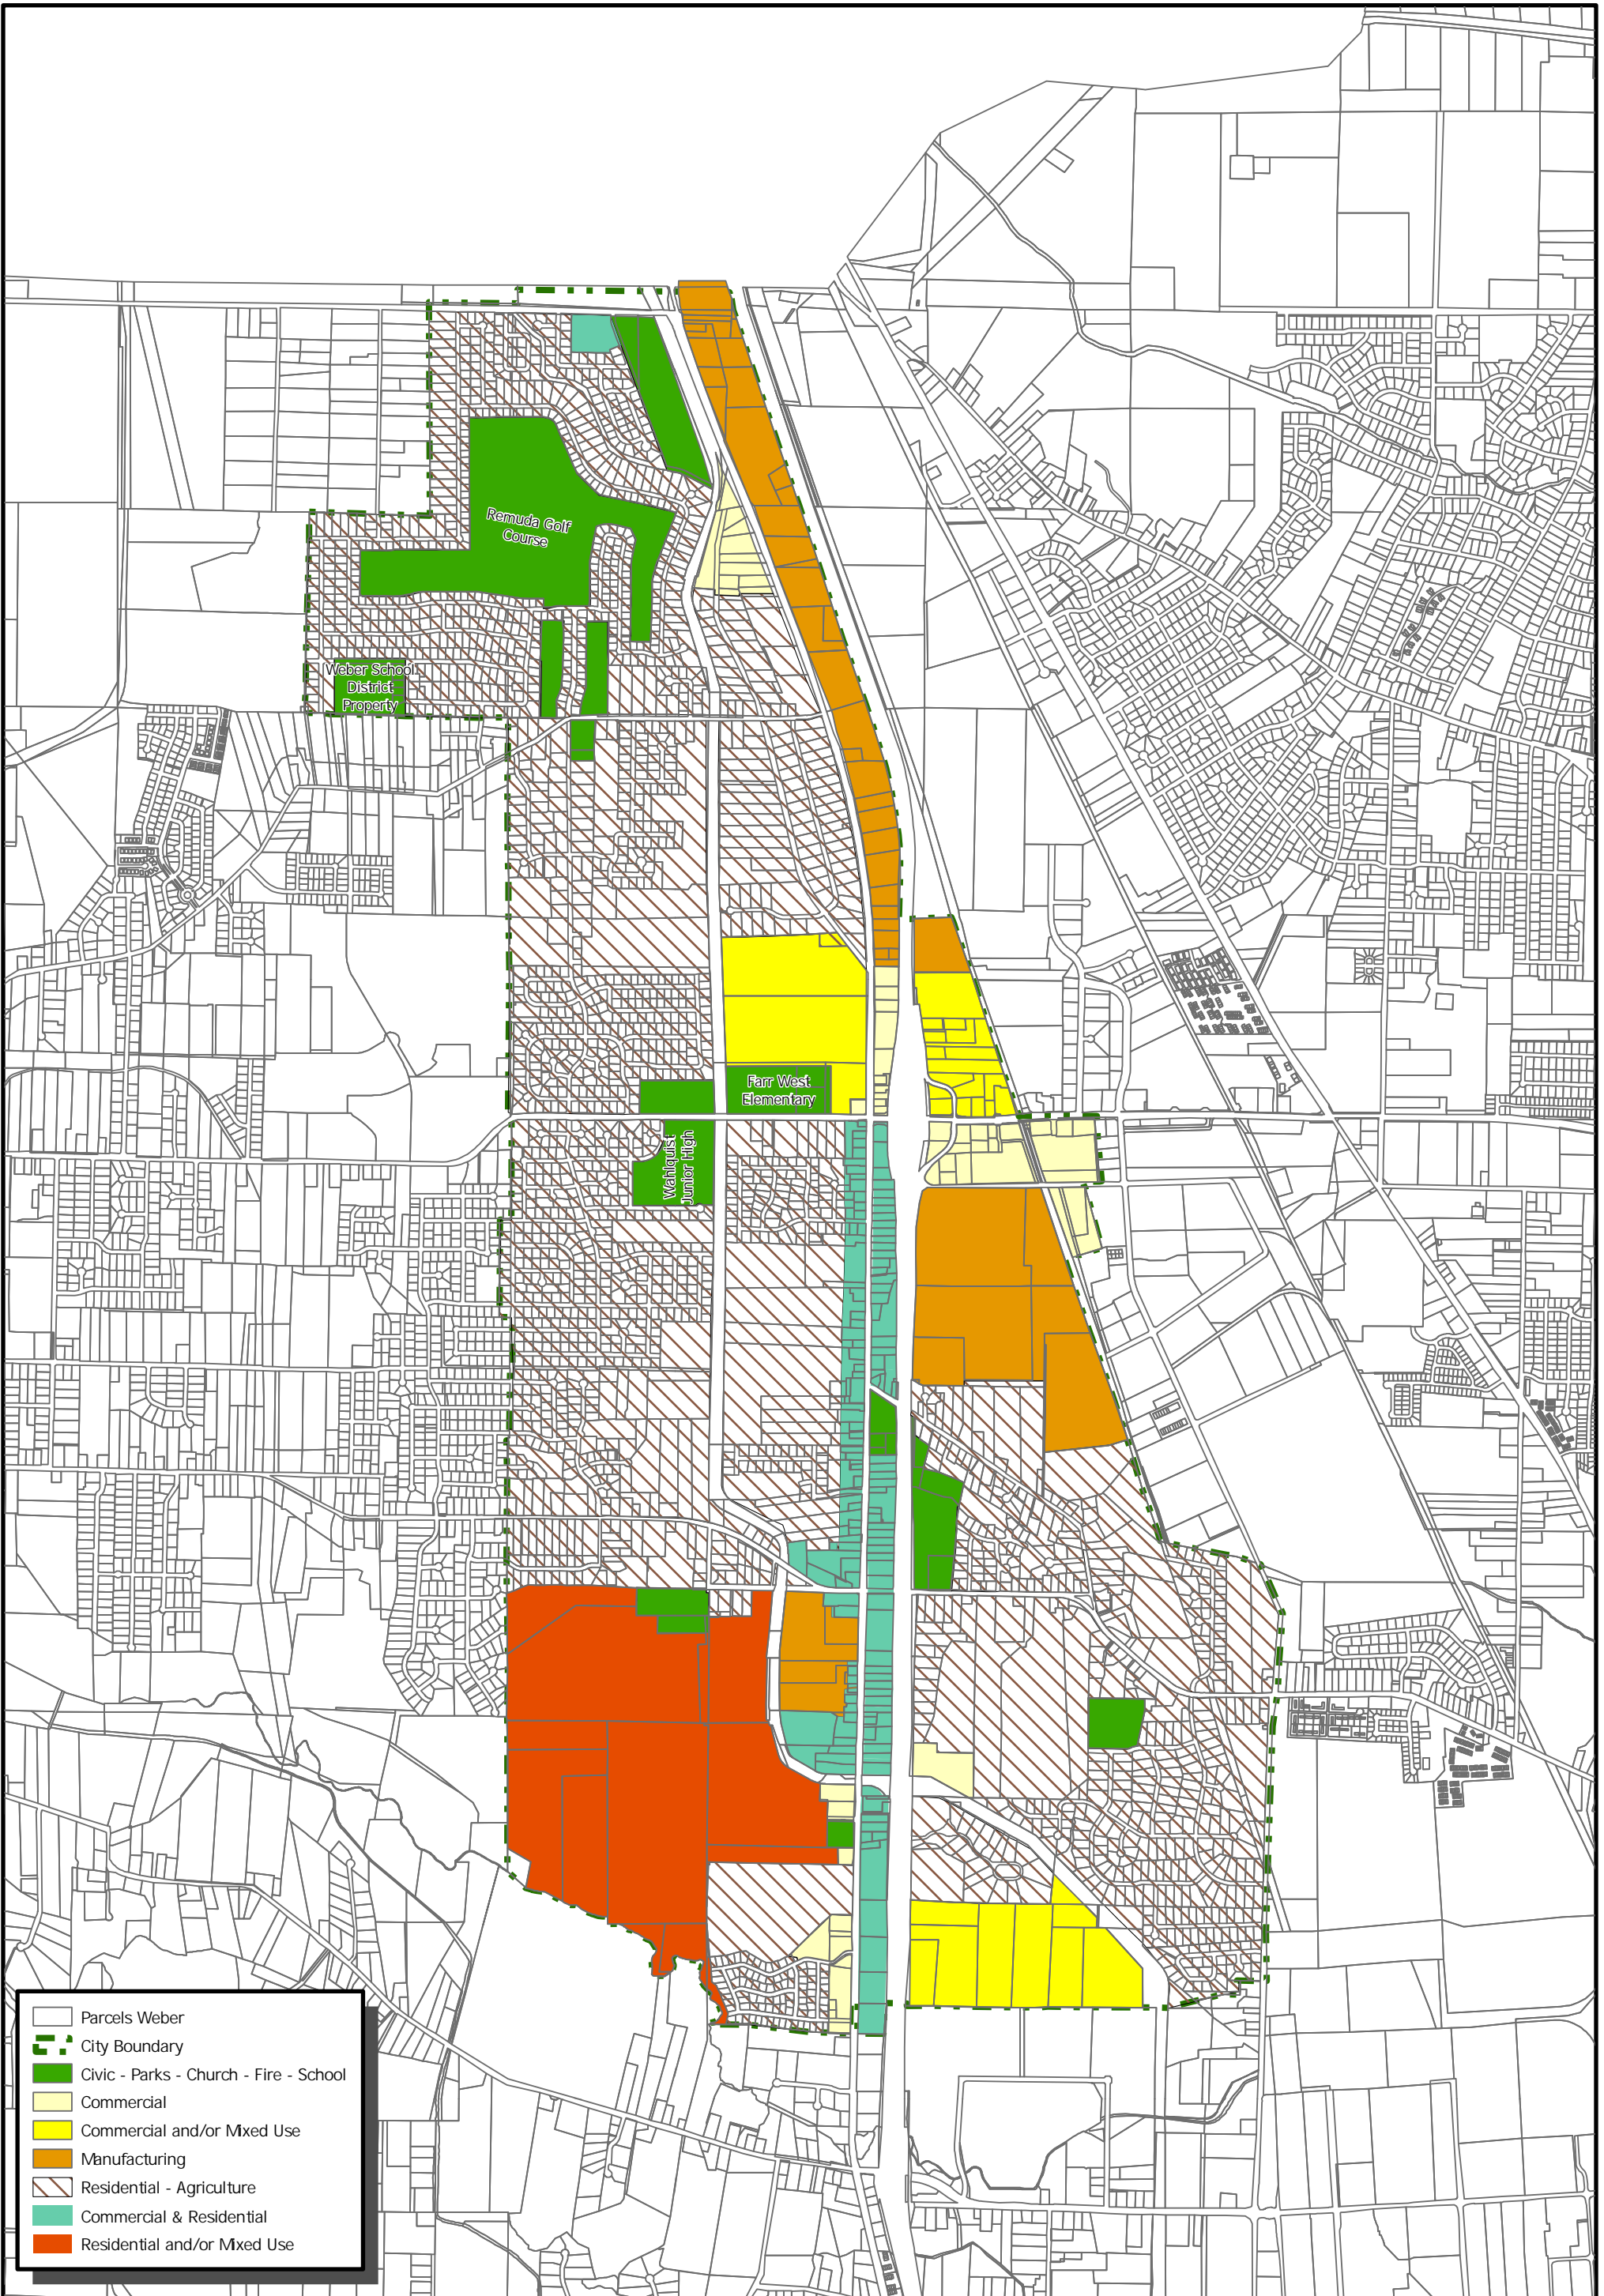 Remuda Golf
Course
Weber School
District
Property
Farr West
Elementary
Wahlquist
Junior High
Parcels Weber
City Boundary
Civic - Parks - Church - Fire - School
Commercial
Commercial and/or Mixed Use
Manufacturing
Residential - Agriculture
Commercial & Residential
Residential and/or Mixed Use